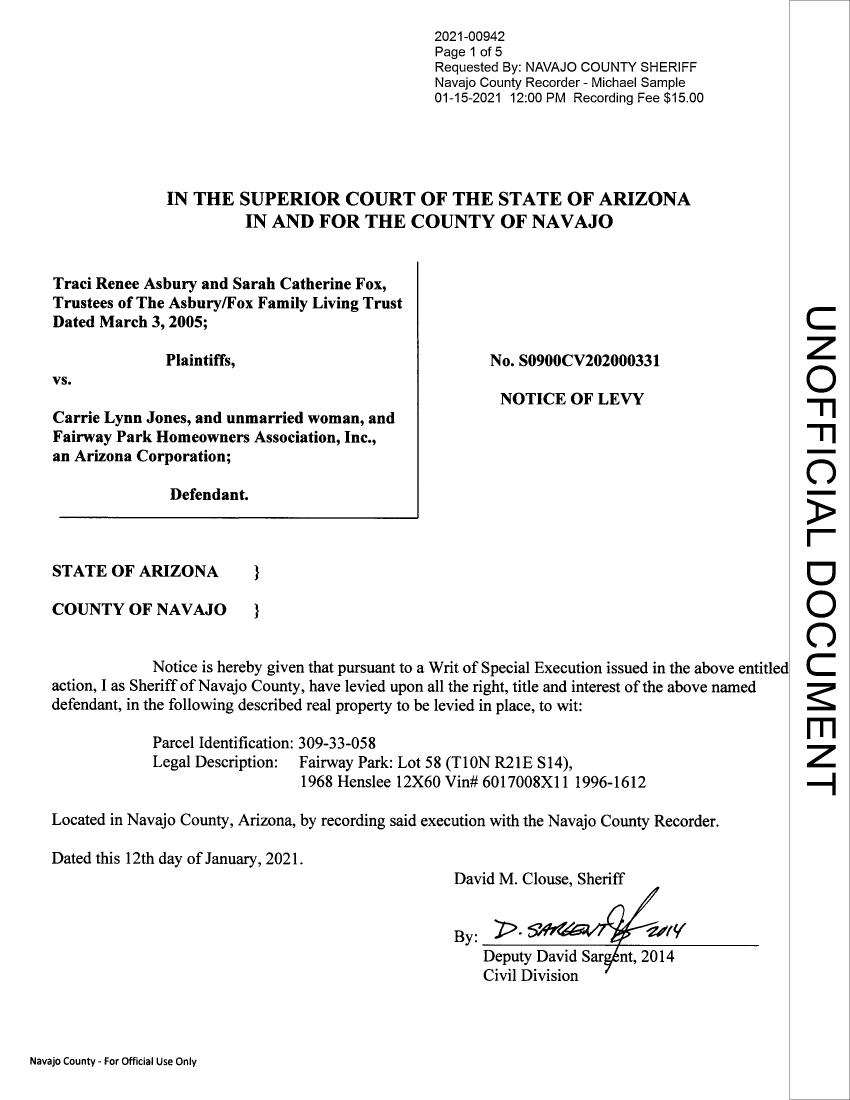 2021-00942
Page 1 of 5
Requested By: NAVAJO COUNTY SHERIFF
Navajo County Recorder - Michael Sample
01-15-2021 12:00 PM Recording Fee $15.00
IN THE SUPERIOR COURT OF THE STATE OF ARIZONA
IN AND FOR THE COUNTY OF NAVAJO
Traci Renee Asbury and Sarah Catherine Fox,
Trustees of The Asbury/Fox Family Living Trust
Dated March 3, 2005;
Plaintiffs,
vs.
Carrie Lynn Jones, and unmarried woman, and
Fairway Park Homeowners Association, Inc.,
an Arizona Corporation;
Defendant.
No. S0900CV202000331
NOTICE OF LEVY
STATE OF ARIZONA }
COUNTY OF NAVAJO }
Notice is hereby given that pursuant to a Writ of Special Execution issued in the above entitled
action, I as Sheriff of Navajo County, have levied upon all the right, title and interest of the above named
defendant, in the following described real property to be levied in place, to wit:
Parcel Identification: 309-33-058
Legal Description: Fairway Park: Lot 58 (T10N R21E S14),
1968 Henslee 12X60 Vin# 6017008X11 1996-1612
Located in Navajo County, Arizona, by recording said execution with the Navajo County Recorder.
Dated this 12th day of January, 2021.
David M. Clouse, Sheriff
By: D. SARGENT 2014
Deputy David Sargent, 2014
Civil Division
Navajo County - For Official Use Only
UNOFFICIAL DOCUMENT